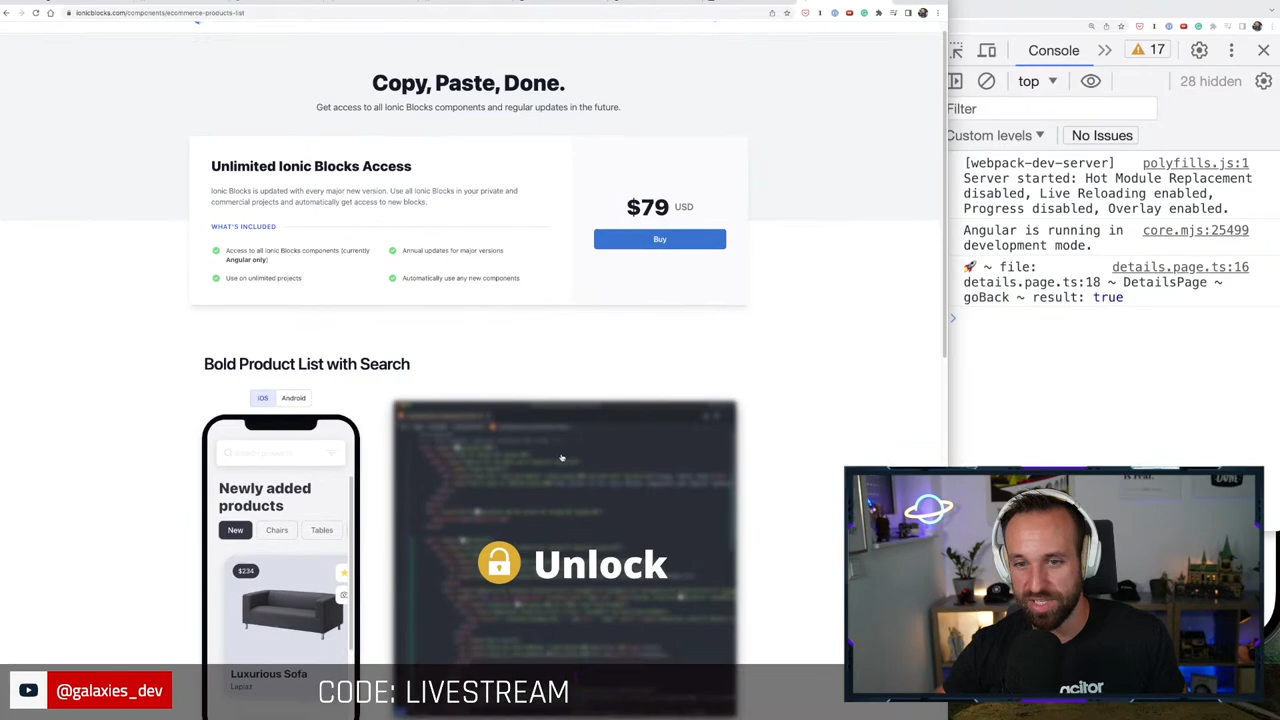 ionicblocks.com/components/ecommerce-products-list
Copy, Paste, Done.
Get access to all Ionic Blocks components and regular updates in the future.
Unlimited Ionic Blocks Access
Ionic Blocks is updated with every major new version. Use all Ionic Blocks in your private and
commercial projects and automatically get access to new blocks.
WHAT'S INCLUDED
Access to all Ionic Blocks components (currently
Angular only)
Annual updates for major versions
Use on unlimited projects
Automatically use any new components
$79 USD
Buy
Bold Product List with Search
iOS
Android
Newly added
products
New
Chairs
Tables
$234
Luxurious Sofa
Lapiaz
Unlock
Console
17
top
28 hidden
Filter
Custom levels
No Issues
[webpack-dev-server] polyfills.js:1
Server started: Hot Module Replacement
disabled, Live Reloading enabled,
Progress disabled, Overlay enabled.
Angular is running in core.mjs:25499
development mode.
🚀 ~ file: details.page.ts:16
details.page.ts:18 ~ DetailsPage ~
goBack ~ result: true
acitor
@galaxies_dev
CODE: LIVESTREAM